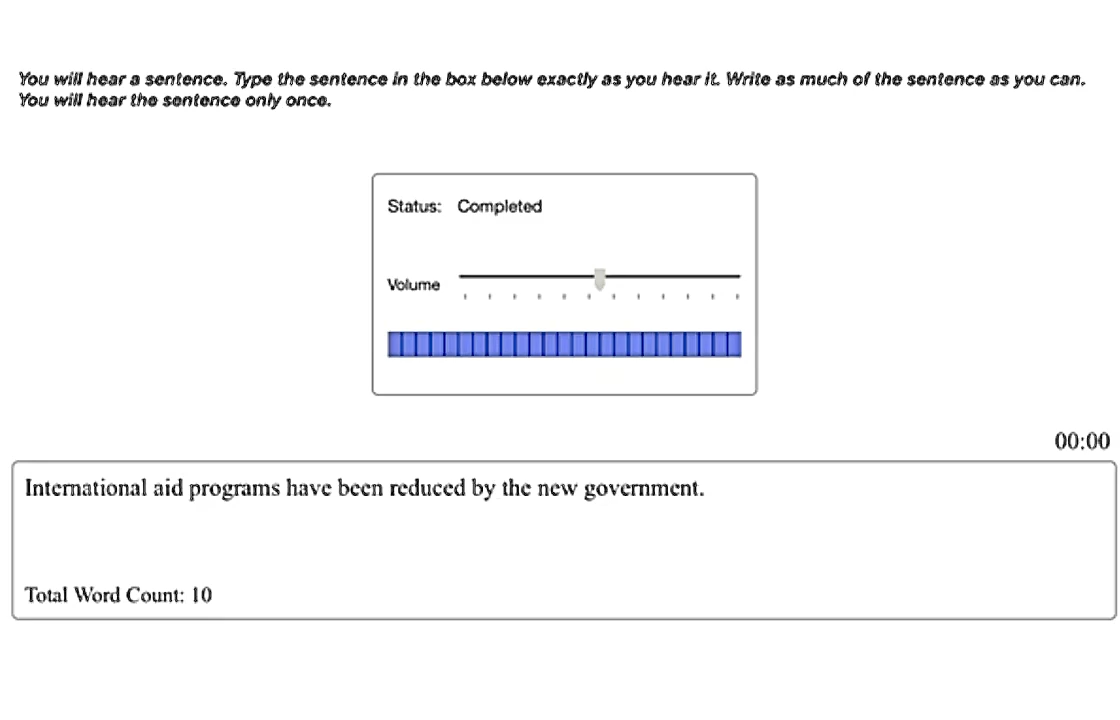 You will hear a sentence. Type the sentence in the box below exactly as you hear it. Write as much of the sentence as you can.
You will hear the sentence only once.
Status: Completed
Volume
00:00
International aid programs have been reduced by the new government.
Total Word Count: 10